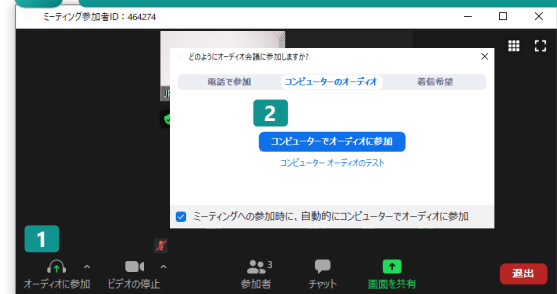 ミーティング参加者ID：464274
どのようにオーディオ会議に参加しますか?
電話で参加
コンピューターのオーディオ
着信希望
2
コンピューターでオーディオに参加
コンピューター オーディオのテスト
ミーティングへの参加時に、自動的にコンピューターでオーディオに参加
1
オーディオに参加
ビデオの停止
3
参加者
チャット
画面を共有
退出